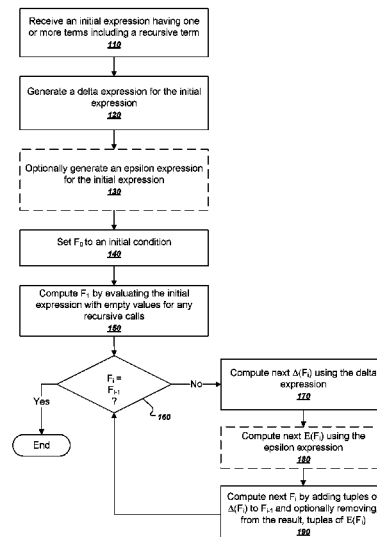 Receive an initial expression having one
or more terms including a recursive term
110
Generate a delta expression for the initial
expression
120
Optionally generate an epsilon expression
for the initial expression
130
Set F0 to an initial condition
140
Compute F1 by evaluating the initial
expression with empty values for any
recursive calls
150
Fi =
Fi-1
?
160
Yes
No
End
Compute next Δ(Fi) using the delta
expression
170
Compute next E(Fi) using the
epsilon expression
180
Compute next Fi by adding tuples of
Δ(Fi) to Fi-1 and optionally removing,
from the result, tuples of E(Fi)
190